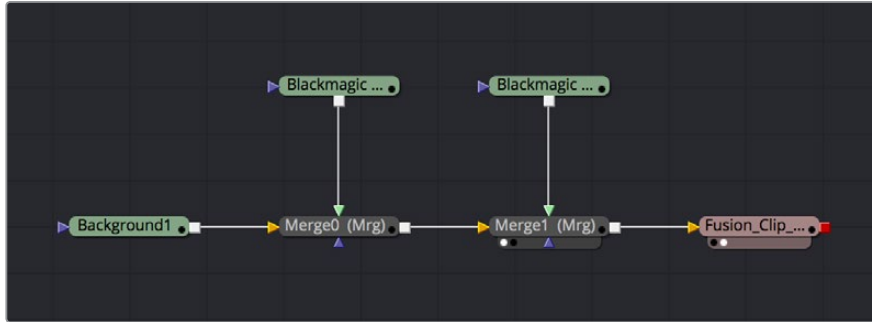 Blackmagic ...
Blackmagic ...
Background1
Merge0 (Mrg)
Merge1 (Mrg)
Fusion_Clip_...